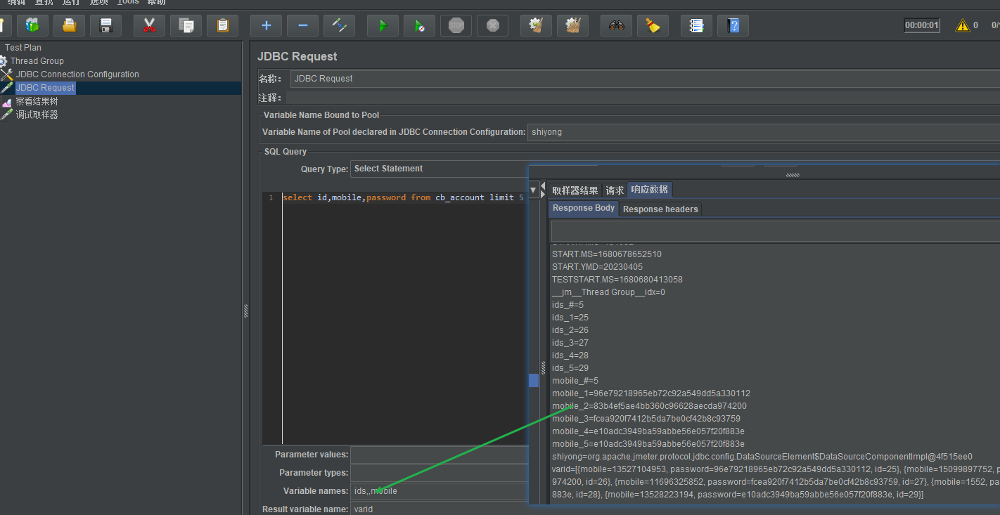 编辑 查找 运行 选项 Tools 帮助
STOP
00:00:01
0
Test Plan
Thread Group
JDBC Connection Configuration
JDBC Request
察看结果树
调试取样器
JDBC Request
名称： JDBC Request
注释：
Variable Name Bound to Pool
Variable Name of Pool declared in JDBC Connection Configuration: shiyong
SQL Query
Query Type: Select Statement
1 select id,mobile,password from cb_account limit 5
Parameter values:
Parameter types:
Variable names: ids,,mobile
Result variable name: varid
取样器结果 请求 响应数据
Response Body Response headers
START.MS=1680678652510
START.YMD=20230405
TESTSTART.MS=1680680413058
__jm__Thread Group__idx=0
ids_#=5
ids_1=25
ids_2=26
ids_3=27
ids_4=28
ids_5=29
mobile_#=5
mobile_1=96e79218965eb72c92a549dd5a330112
mobile_2=83b4ef5ae4bb360c96628aecda974200
mobile_3=fcea920f7412b5da7be0cf42b8c93759
mobile_4=e10adc3949ba59abbe56e057f20f883e
mobile_5=e10adc3949ba59abbe56e057f20f883e
shiyong=org.apache.jmeter.protocol.jdbc.config.DataSourceElement$DataSourceComponentImpl@4f515ee0
varid=[{mobile=13527104953, password=96e79218965eb72c92a549dd5a330112, id=25}, {mobile=15099897752, p
974200, id=26}, {mobile=11696325852, password=fcea920f7412b5da7be0cf42b8c93759, id=27}, {mobile=1552, pa
883e, id=28}, {mobile=13528223194, password=e10adc3949ba59abbe56e057f20f883e, id=29}]